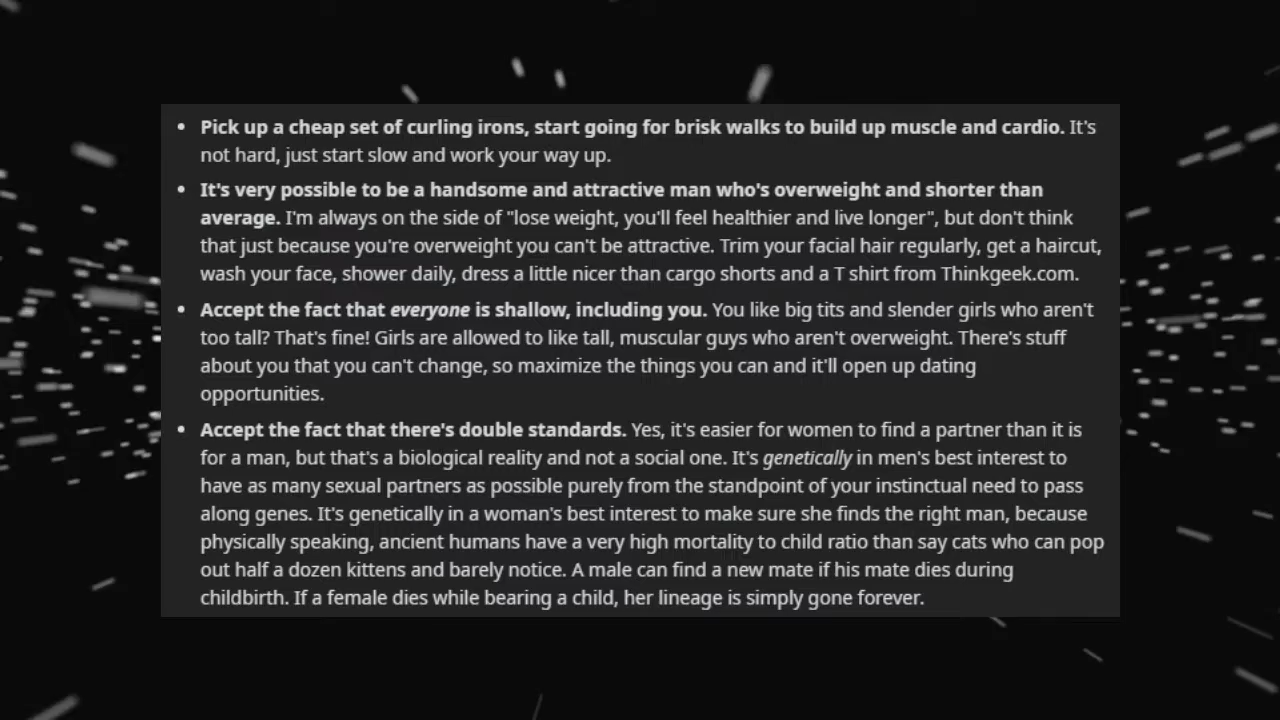 • Pick up a cheap set of curling irons, start going for brisk walks to build up muscle and cardio. It's
not hard, just start slow and work your way up.
• It's very possible to be a handsome and attractive man who's overweight and shorter than
average. I'm always on the side of "lose weight, you'll feel healthier and live longer", but don't think
that just because you're overweight you can't be attractive. Trim your facial hair regularly, get a haircut,
wash your face, shower daily, dress a little nicer than cargo shorts and a T shirt from Thinkgeek.com.
• Accept the fact that everyone is shallow, including you. You like big tits and slender girls who aren't
too tall? That's fine! Girls are allowed to like tall, muscular guys who aren't overweight. There's stuff
about you that you can't change, so maximize the things you can and it'll open up dating
opportunities.
• Accept the fact that there's double standards. Yes, it's easier for women to find a partner than it is
for a man, but that's a biological reality and not a social one. It's genetically in men's best interest to
have as many sexual partners as possible purely from the standpoint of your instinctual need to pass
along genes. It's genetically in a woman's best interest to make sure she finds the right man, because
physically speaking, ancient humans have a very high mortality to child ratio than say cats who can pop
out half a dozen kittens and barely notice. A male can find a new mate if his mate dies during
childbirth. If a female dies while bearing a child, her lineage is simply gone forever.